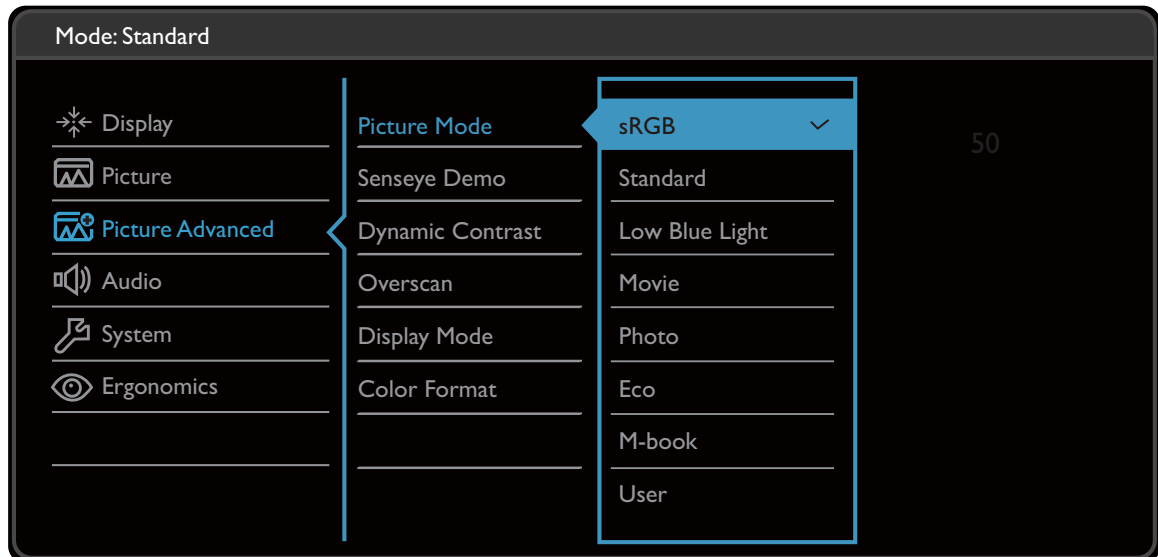 Mode: Standard
Display
Picture
Picture Advanced
Audio
System
Ergonomics
Picture Mode
Senseye Demo
Dynamic Contrast
Overscan
Display Mode
Color Format
sRGB
Standard
Low Blue Light
Movie
Photo
Eco
M-book
User
50